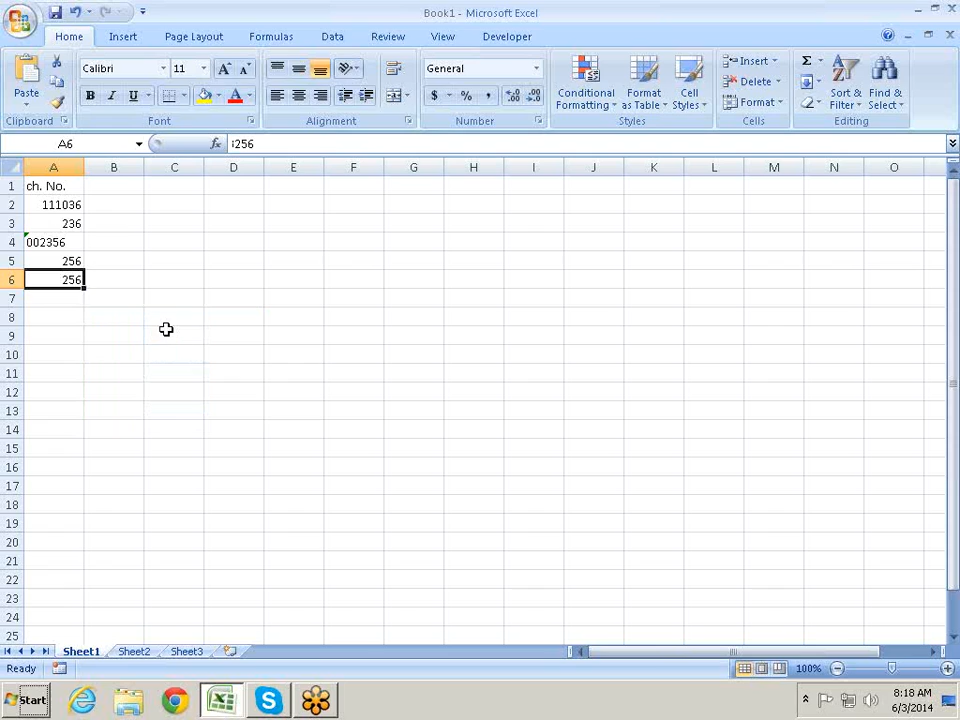 Book1 - Microsoft Excel
Home Insert Page Layout Formulas Data Review View Developer
Paste
Calibri 11 A A
B I U A
General
$ % ,
Conditional Formatting
Format as Table
Cell Styles
Insert
Delete
Format
Σ
Sort & Filter
Find & Select
Clipboard Font Alignment Number Styles Cells Editing
A6 fx 256
A B C D E F G H I J K L M N O
1 ch. No.
2 111036
3 236
4 002356
5 256
6 256
7
8
9
10
11
12
13
14
15
16
17
18
19
20
21
22
23
24
25
Sheet1 Sheet2 Sheet3
Ready 100%
Start 8:18 AM
6/3/2014